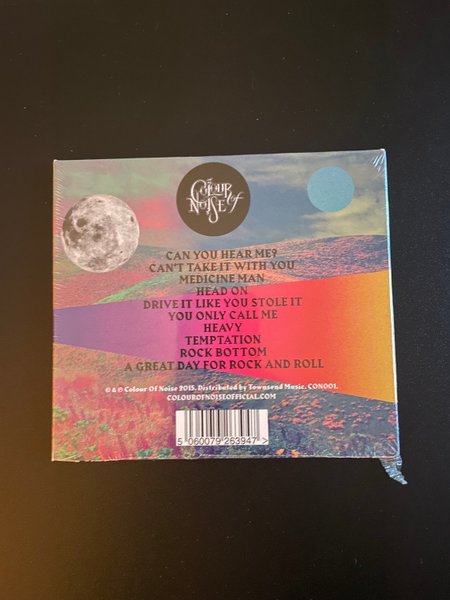 Colour of
Noise
CAN YOU HEAR ME?
CAN'T TAKE IT WITH YOU
MEDICINE MAN
HEAD ON
DRIVE IT LIKE YOU STOLE IT
YOU ONLY CALL ME
HEAVY
TEMPTATION
ROCK BOTTOM
A GREAT DAY FOR ROCK AND ROLL
© & ℗ Colour Of Noise 2015. Distributed by Townsend Music. CON001.
COLOUROFNOISEOFFICIAL.COM
5 060079 263947 >